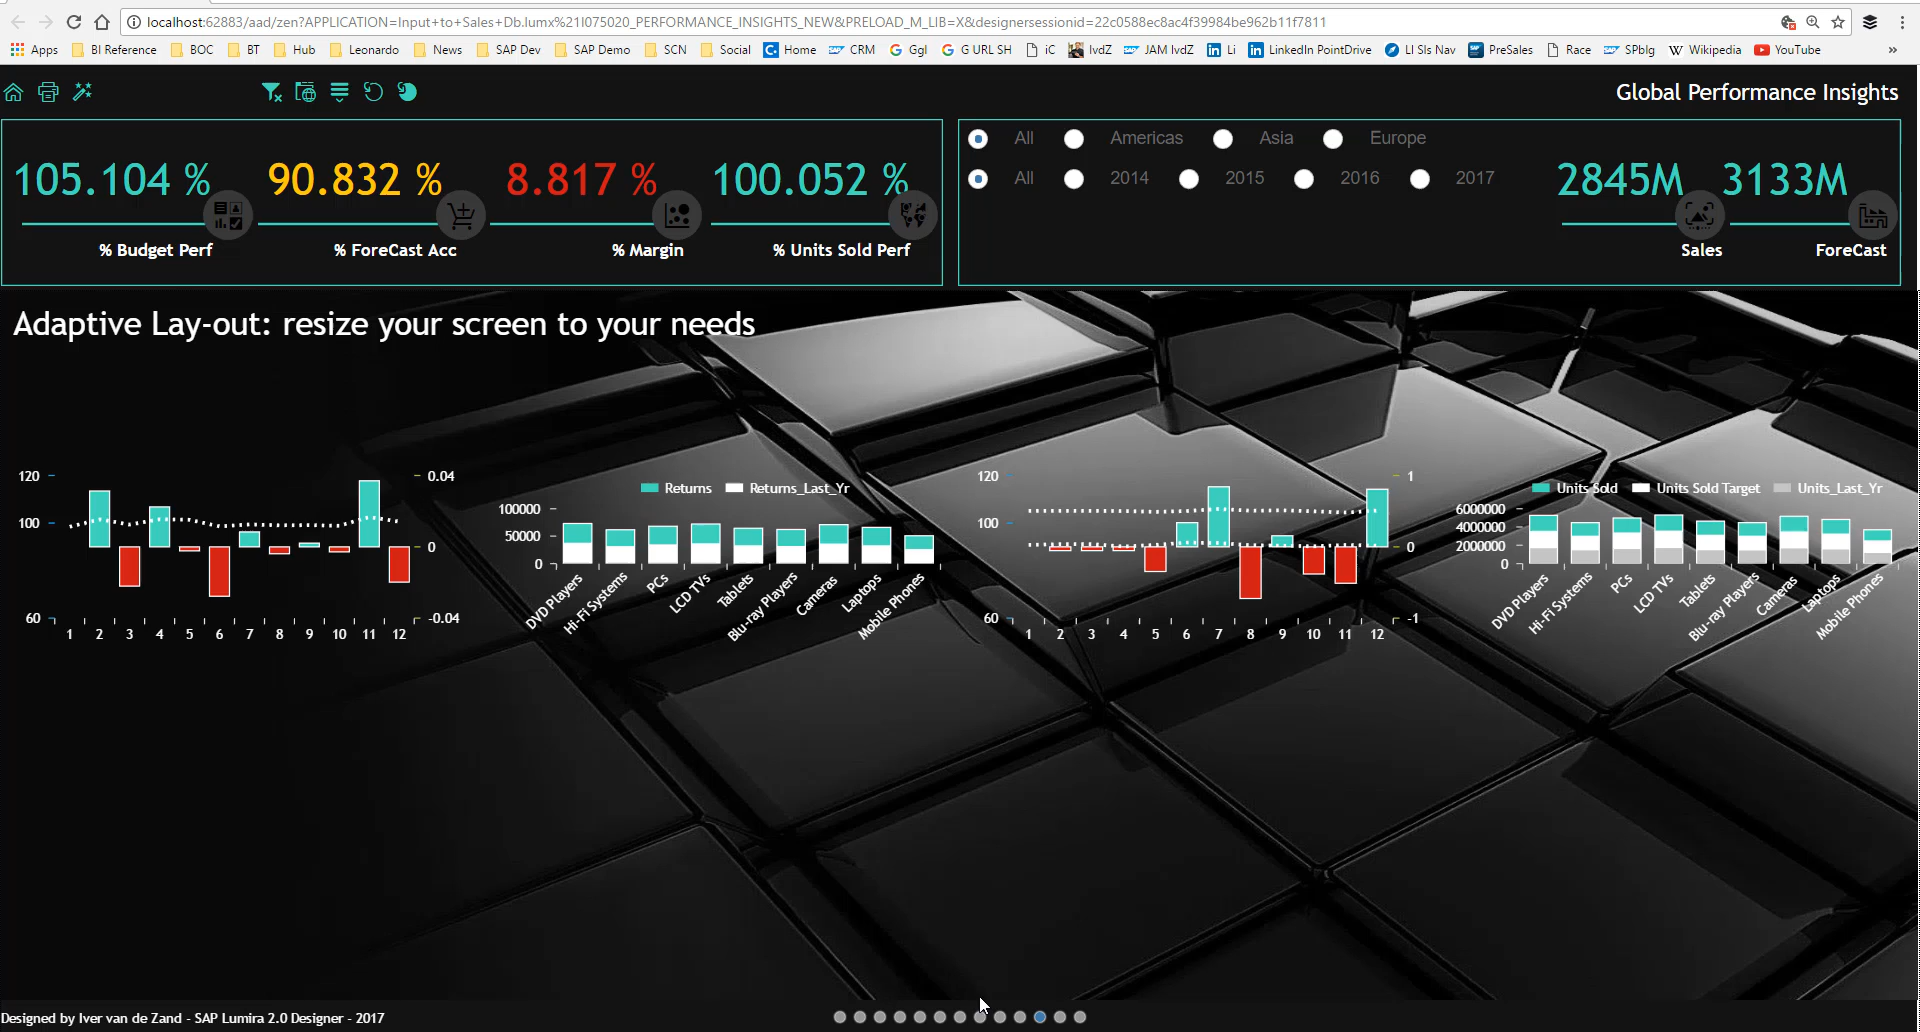 localhost:62883/aad/zen?APPLICATION=Input+to+Sales+Db.lumx%21I075020_PERFORMANCE_INSIGHTS_NEW&PRELOAD_M_LIB=X&designersessionid=22c0588ec8ac4f39984be962b11f7811
Apps BI Reference BOC BT Hub Leonardo News SAP Dev SAP Demo SCN Social Home CRM Ggl G URL SH iC IvdZ JAM IvdZ Li LinkedIn PointDrive LI Sls Nav PreSales Race SPblg Wikipedia YouTube »
Global Performance Insights
105.104 % 90.832 % 8.817 % 100.052 %
% Budget Perf % ForeCast Acc % Margin % Units Sold Perf
All Americas Asia Europe
All 2014 2015 2016 2017
2845M 3133M
Sales ForeCast
Adaptive Lay-out: resize your screen to your needs
120 0.04
100 0
60 -0.04
1 2 3 4 5 6 7 8 9 10 11 12
Returns Returns_Last_Yr
100000
50000
0
DVD Players Hi-Fi Systems PCs LCD TVs Tablets Blu-ray Players Cameras Laptops Mobile Phones
120 1
100 0
60 -1
1 2 3 4 5 6 7 8 9 10 11 12
Units Sold Units Sold Target Units_Last_Yr
6000000
4000000
2000000
0
DVD Players Hi-Fi Systems PCs LCD TVs Tablets Blu-ray Players Cameras Laptops Mobile Phones
Designed by Iver van de Zand - SAP Lumira 2.0 Designer - 2017